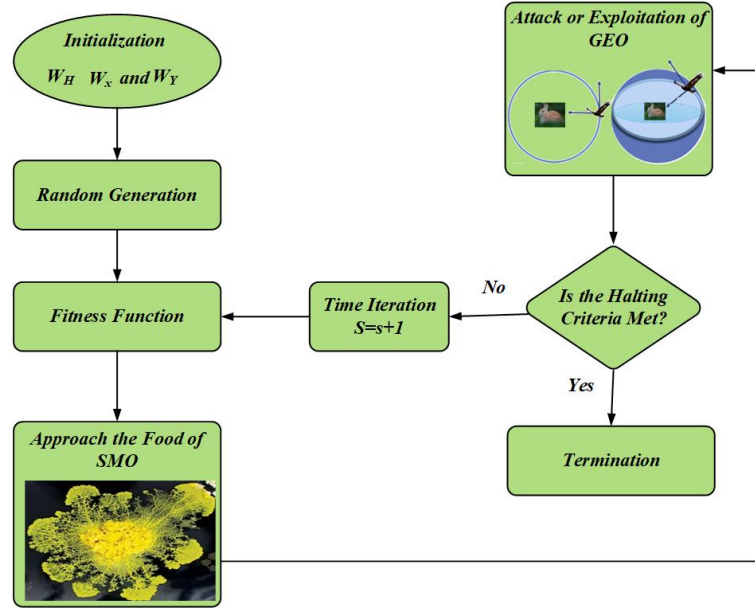 Initialization
W_H W_x and W_Y
Random Generation
Fitness Function
Approach the Food of
SMO
Attack or Exploitation of
GEO
Is the Halting
Criteria Met?
No
Time Iteration
S=s+1
Yes
Termination